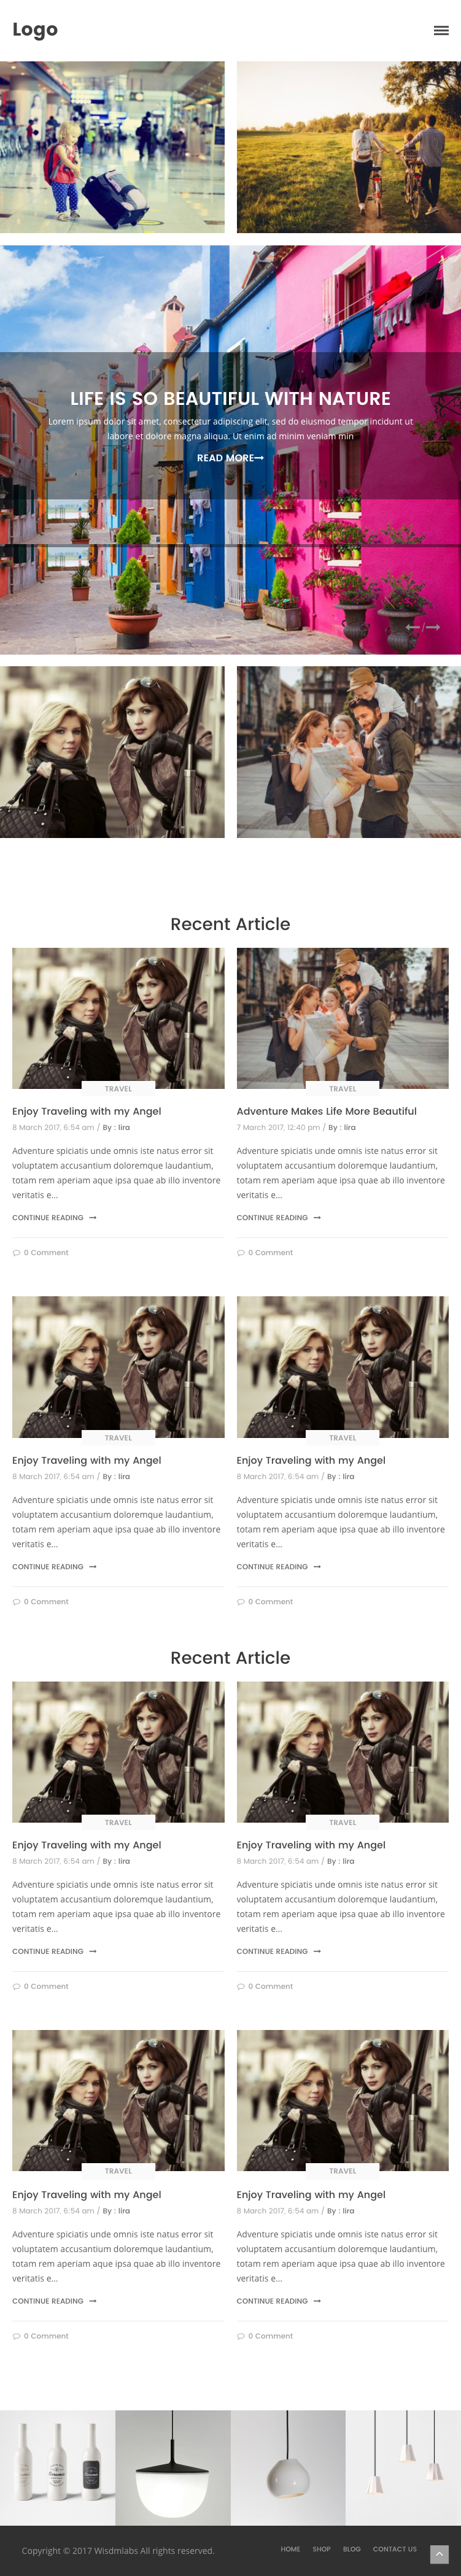 Logo
LIFE IS SO BEAUTIFUL WITH NATURE
Lorem ipsum dolor sit amet, consectetur adipiscing elit, sed do eiusmod tempor incidunt ut
labore et dolore magna aliqua. Ut enim ad minim veniam min
READ MORE
/
Recent Article
TRAVEL
Enjoy Traveling with my Angel
8 March 2017, 6:54 am / By : lira
Adventure spiciatis unde omnis iste natus error sit
voluptatem accusantium doloremque laudantium,
totam rem aperiam aque ipsa quae ab illo inventore
veritatis e...
CONTINUE READING
0 Comment
TRAVEL
Adventure Makes Life More Beautiful
7 March 2017, 12:40 pm / By : lira
Adventure spiciatis unde omnis iste natus error sit
voluptatem accusantium doloremque laudantium,
totam rem aperiam aque ipsa quae ab illo inventore
veritatis e...
CONTINUE READING
0 Comment
TRAVEL
Enjoy Traveling with my Angel
8 March 2017, 6:54 am / By : lira
Adventure spiciatis unde omnis iste natus error sit
voluptatem accusantium doloremque laudantium,
totam rem aperiam aque ipsa quae ab illo inventore
veritatis e...
CONTINUE READING
0 Comment
TRAVEL
Enjoy Traveling with my Angel
8 March 2017, 6:54 am / By : lira
Adventure spiciatis unde omnis iste natus error sit
voluptatem accusantium doloremque laudantium,
totam rem aperiam aque ipsa quae ab illo inventore
veritatis e...
CONTINUE READING
0 Comment
Recent Article
TRAVEL
Enjoy Traveling with my Angel
8 March 2017, 6:54 am / By : lira
Adventure spiciatis unde omnis iste natus error sit
voluptatem accusantium doloremque laudantium,
totam rem aperiam aque ipsa quae ab illo inventore
veritatis e...
CONTINUE READING
0 Comment
TRAVEL
Enjoy Traveling with my Angel
8 March 2017, 6:54 am / By : lira
Adventure spiciatis unde omnis iste natus error sit
voluptatem accusantium doloremque laudantium,
totam rem aperiam aque ipsa quae ab illo inventore
veritatis e...
CONTINUE READING
0 Comment
TRAVEL
Enjoy Traveling with my Angel
8 March 2017, 6:54 am / By : lira
Adventure spiciatis unde omnis iste natus error sit
voluptatem accusantium doloremque laudantium,
totam rem aperiam aque ipsa quae ab illo inventore
veritatis e...
CONTINUE READING
0 Comment
TRAVEL
Enjoy Traveling with my Angel
8 March 2017, 6:54 am / By : lira
Adventure spiciatis unde omnis iste natus error sit
voluptatem accusantium doloremque laudantium,
totam rem aperiam aque ipsa quae ab illo inventore
veritatis e...
CONTINUE READING
0 Comment
Copyright © 2017 Wisdmlabs All rights reserved.
HOME SHOP BLOG CONTACT US